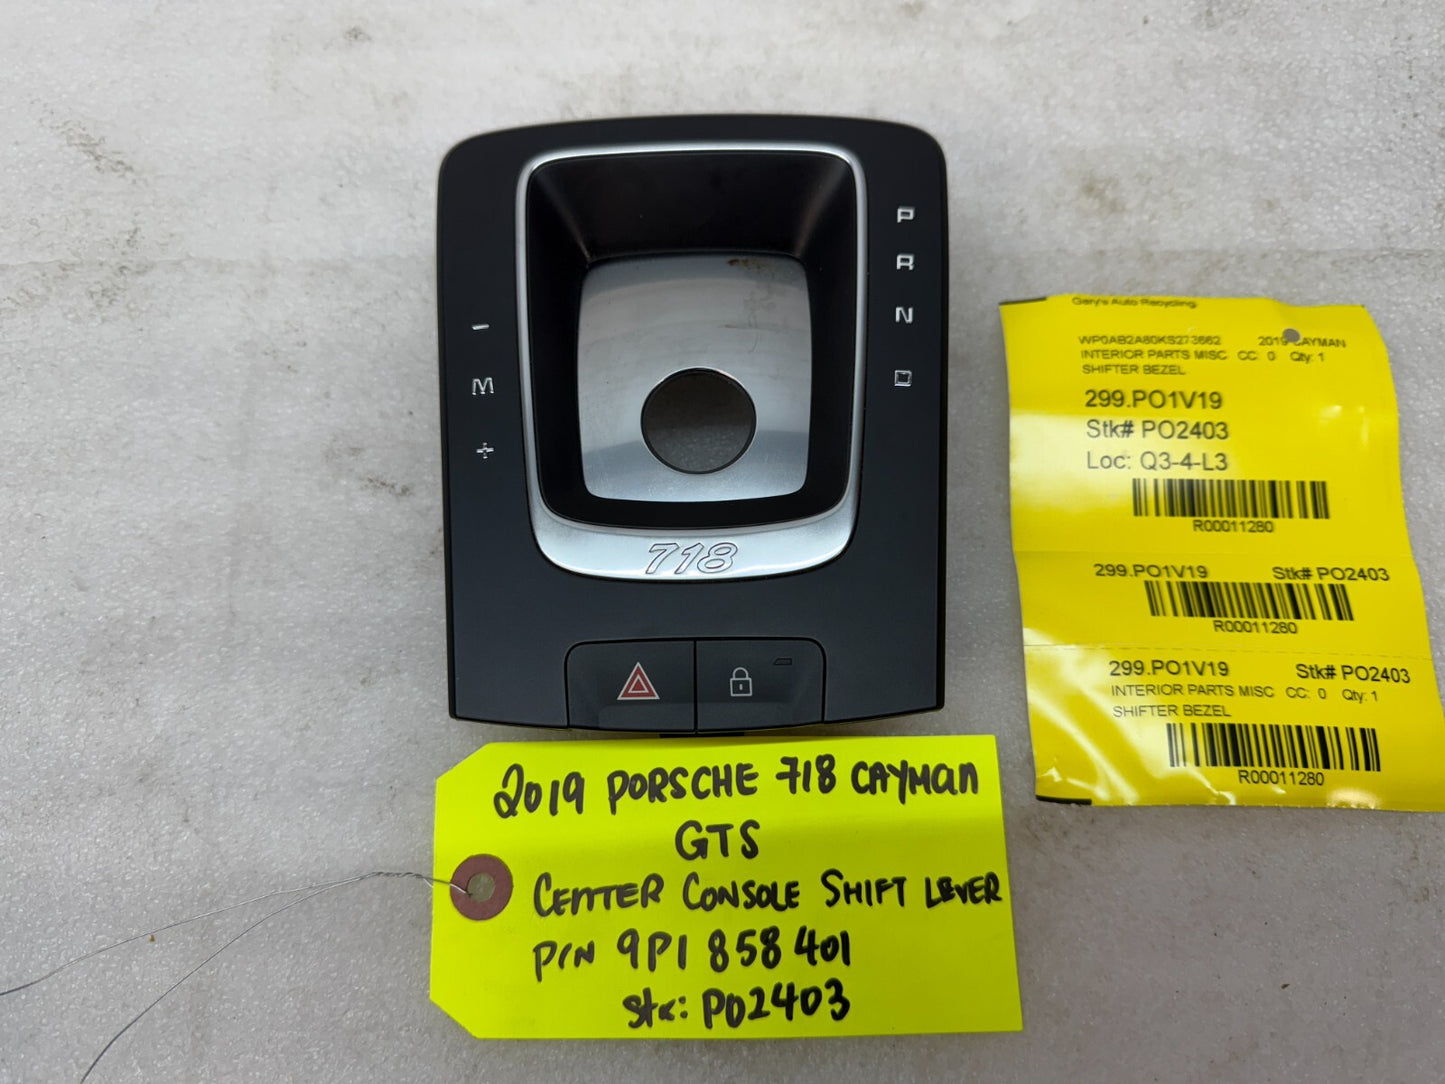 P
R
N
D
-
M
+
718
Gary's Auto Recycling
WP0AB2A80KS273662 2019 CAYMAN
INTERIOR PARTS MISC CC: 0 Qty: 1
SHIFTER BEZEL
299.PO1V19
Stk# PO2403
Loc: Q3-4-L3
R00011280
299.PO1V19 Stk# PO2403
R00011280
299.PO1V19 Stk# PO2403
INTERIOR PARTS MISC CC: 0 Qty: 1
SHIFTER BEZEL
R00011280
2019 PORSCHE 718 CAYMAN
GTS
CENTER CONSOLE SHIFT LEVER
P/N 9P1 858 401
Stk: PO2403